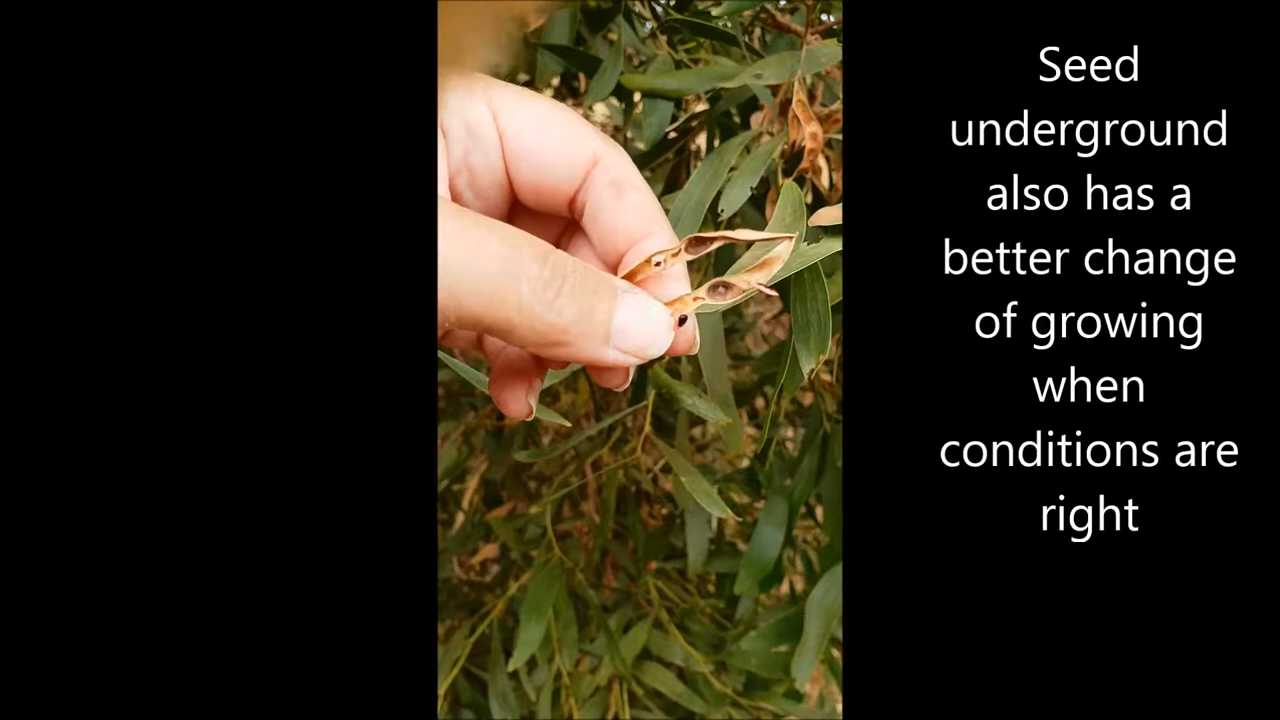 Seed
underground
also has a
better change
of growing
when
conditions are
right